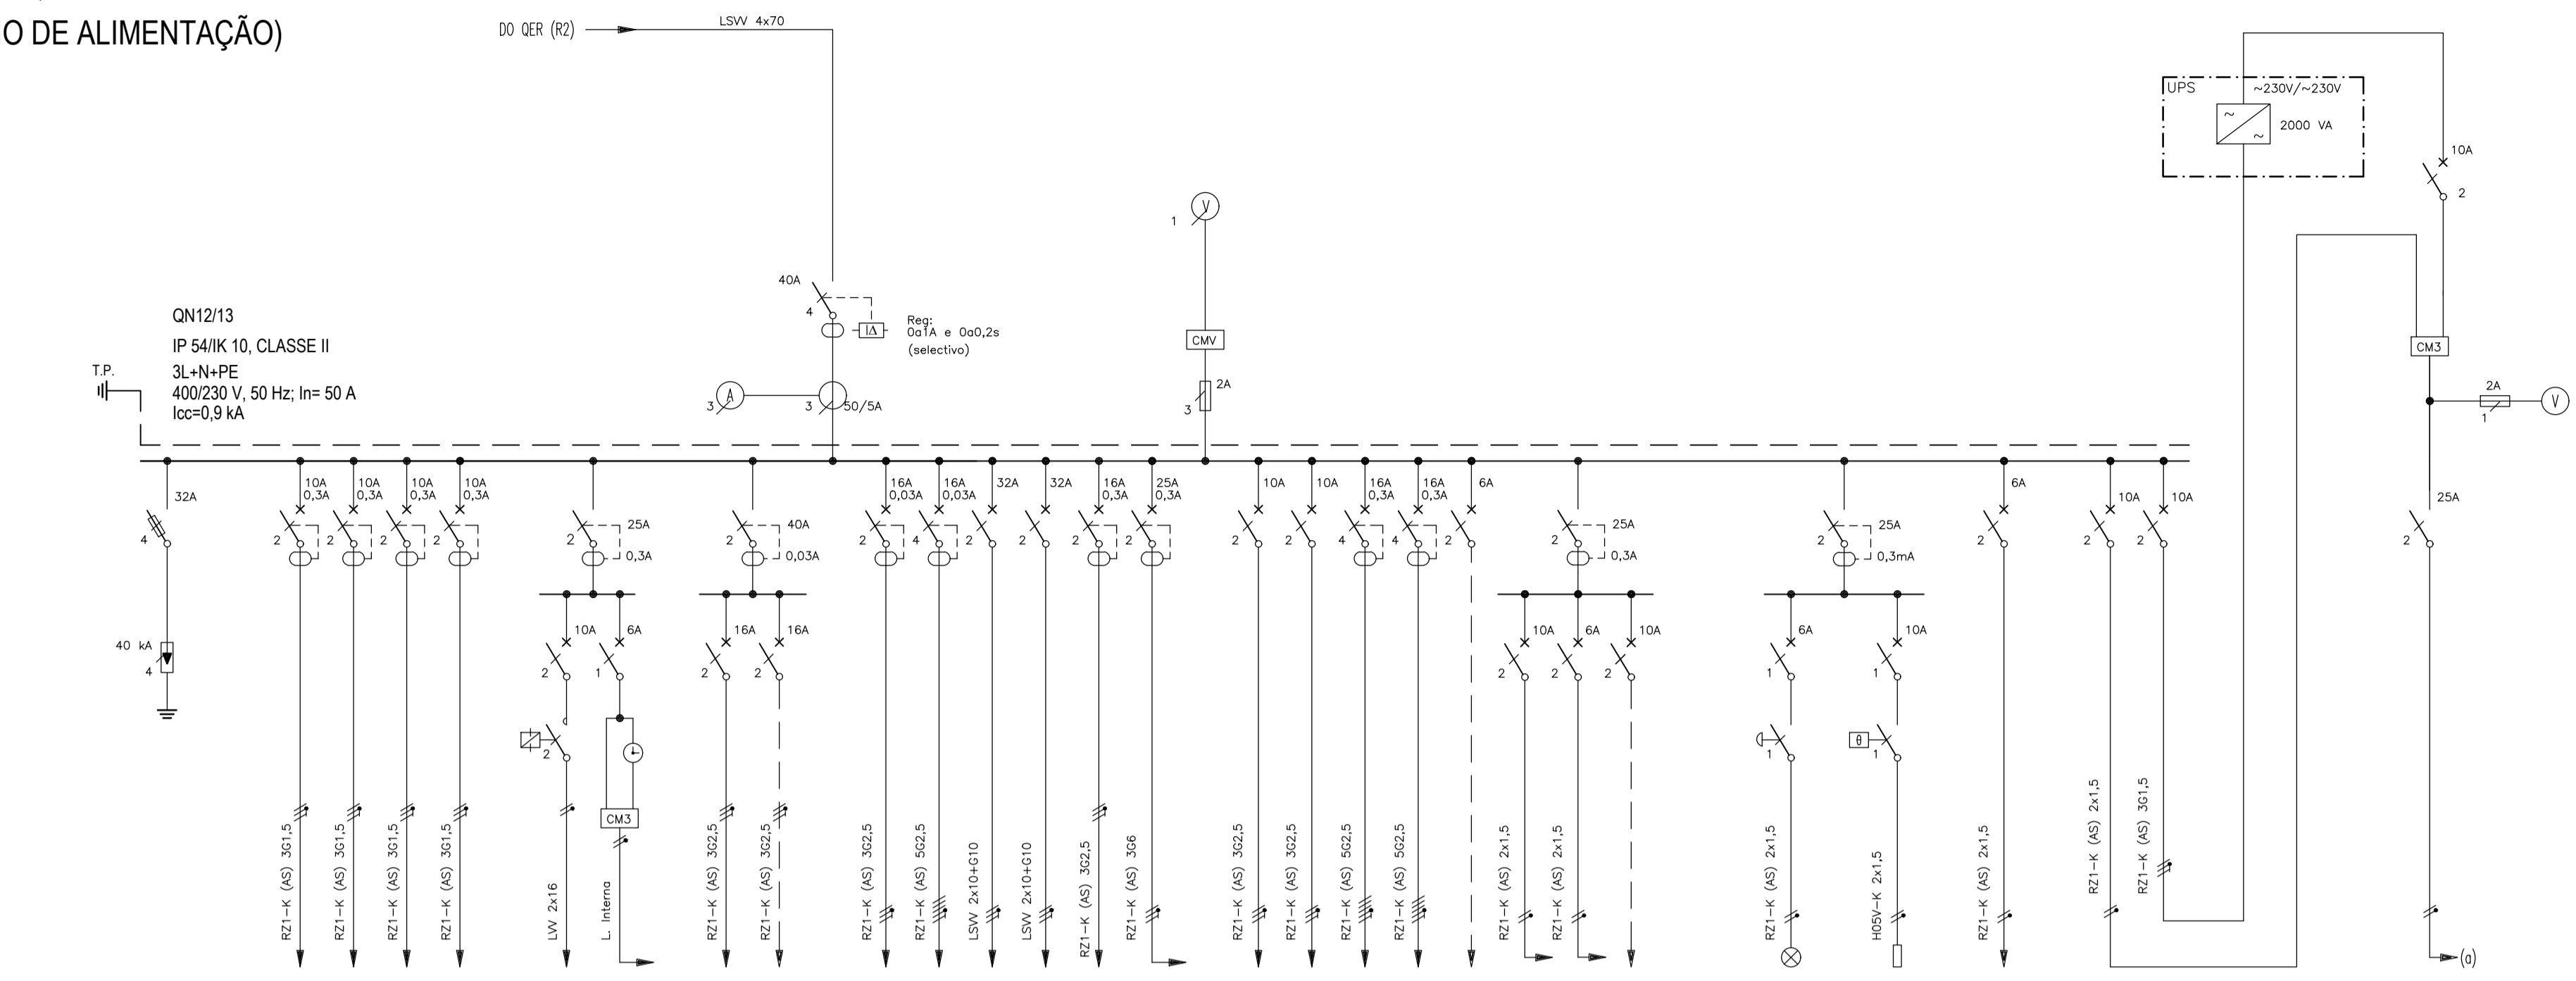 O DE ALIMENTAÇÃO)
DO QER (R2)
LSVV 4x70
UPS
~230V/~230V
~
~
2000 VA
10A
2
1
V
40A
4
I∆
Reg:
0a1A e 0a0,2s
(selectivo)
CMV
2A
3
CM3
2A
1
V
QN12/13
IP 54/IK 10, CLASSE II
3L+N+PE
400/230 V, 50 Hz; In= 50 A
Icc=0,9 kA
T.P.
3
A
3
50/5A
32A
4
40 kA
4
10A
0,3A
2
RZ1-K (AS) 3G1,5
10A
0,3A
2
RZ1-K (AS) 3G1,5
10A
0,3A
2
RZ1-K (AS) 3G1,5
10A
0,3A
2
RZ1-K (AS) 3G1,5
25A
2
0,3A
10A
2
2
LVV 2x16
6A
1
CM3
L. Interna
40A
2
0,03A
16A
2
RZ1-K (AS) 3G2,5
16A
2
RZ1-K (AS) 3G2,5
16A
0,03A
2
RZ1-K (AS) 3G2,5
16A
0,03A
4
RZ1-K (AS) 5G2,5
32A
2
LSVV 2x10+G10
32A
2
LSVV 2x10+G10
16A
0,3A
2
RZ1-K (AS) 3G2,5
25A
0,3A
2
RZ1-K (AS) 3G6
10A
2
RZ1-K (AS) 3G2,5
10A
2
RZ1-K (AS) 3G2,5
16A
0,3A
4
RZ1-K (AS) 5G2,5
16A
0,3A
4
RZ1-K (AS) 5G2,5
6A
2
25A
2
0,3A
10A
2
RZ1-K (AS) 2x1,5
6A
2
RZ1-K (AS) 2x1,5
10A
2
25A
2
0,3mA
6A
1
1
RZ1-K (AS) 2x1,5
10A
1
θ
1
H05V-K 2x1,5
6A
2
RZ1-K (AS) 2x1,5
10A
2
RZ1-K (AS) 2x1,5
10A
2
RZ1-K (AS) 3G1,5
25A
2
(a)